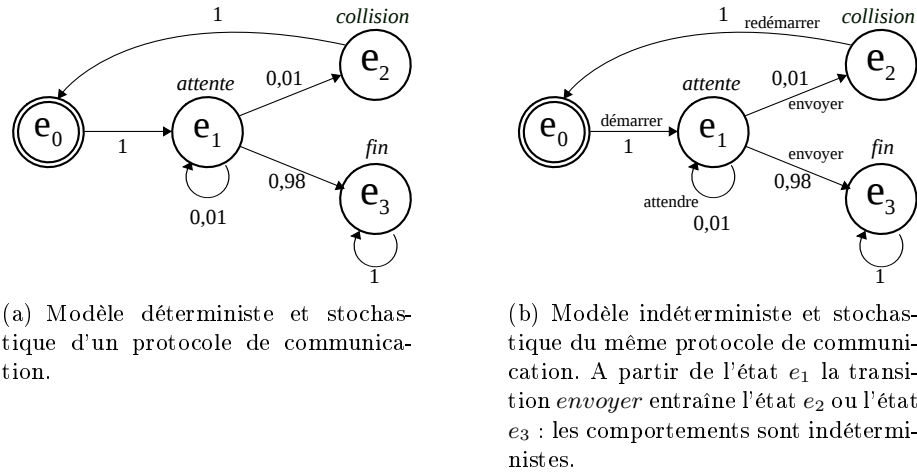 1
collision
e2
attente
0,01
e0
e1
1
fin
0,98
e3
0,01
1
(a) Modèle déterministe et stochas-
tique d'un protocole de communica-
tion.
1
redémarrer
collision
e2
attente
0,01
envoyer
démarrer
e0
e1
1
envoyer
fin
0,98
e3
attendre
0,01
1
(b) Modèle indéterministe et stochas-
tique du même protocole de communi-
cation. A partir de l'état e1 la transi-
tion envoyer entraîne l'état e2 ou l'état
e3 : les comportements sont indétermi-
nistes.